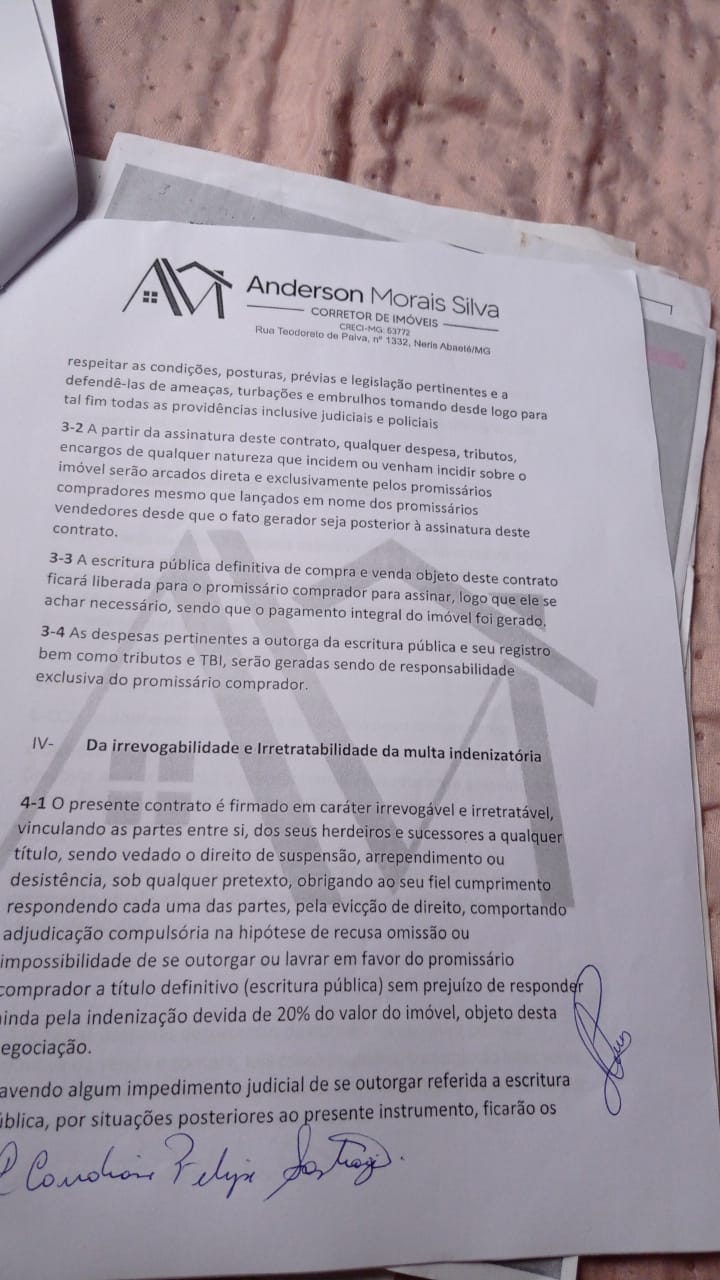 Anderson Morais Silva
CORRETOR DE IMÓVEIS
CRECI-MG: 53772
Rua Teodoreto de Paiva, nº 1332, Neris Abaeté/MG
respeitar as condições, posturas, prévias e legislação pertinentes e a
defendê-las de ameaças, turbações e embrulhos tomando desde logo para
tal fim todas as providências inclusive judiciais e policiais
3-2 A partir da assinatura deste contrato, qualquer despesa, tributos,
encargos de qualquer natureza que incidem ou venham incidir sobre o
imóvel serão arcados direta e exclusivamente pelos promissários
compradores mesmo que lançados em nome dos promissários
vendedores desde que o fato gerador seja posterior à assinatura deste
contrato.
3-3 A escritura pública definitiva de compra e venda objeto deste contrato
ficará liberada para o promissário comprador para assinar, logo que ele se
achar necessário, sendo que o pagamento integral do imóvel foi gerado.
3-4 As despesas pertinentes a outorga da escritura pública e seu registro
bem como tributos e TBI, serão geradas sendo de responsabilidade
exclusiva do promissário comprador.
IV- Da irrevogabilidade e Irretratabilidade da multa indenizatória
4-1 O presente contrato é firmado em caráter irrevogável e irretratável,
vinculando as partes entre si, dos seus herdeiros e sucessores a qualquer
título, sendo vedado o direito de suspensão, arrependimento ou
desistência, sob qualquer pretexto, obrigando ao seu fiel cumprimento
respondendo cada uma das partes, pela evicção de direito, comportando
adjudicação compulsória na hipótese de recusa omissão ou
impossibilidade de se outorgar ou lavrar em favor do promissário
comprador a título definitivo (escritura pública) sem prejuízo de responder
inda pela indenização devida de 20% do valor do imóvel, objeto desta
egociação.
avendo algum impedimento judicial de se outorgar referida a escritura
ública, por situações posteriores ao presente instrumento, ficarão os
Felipe